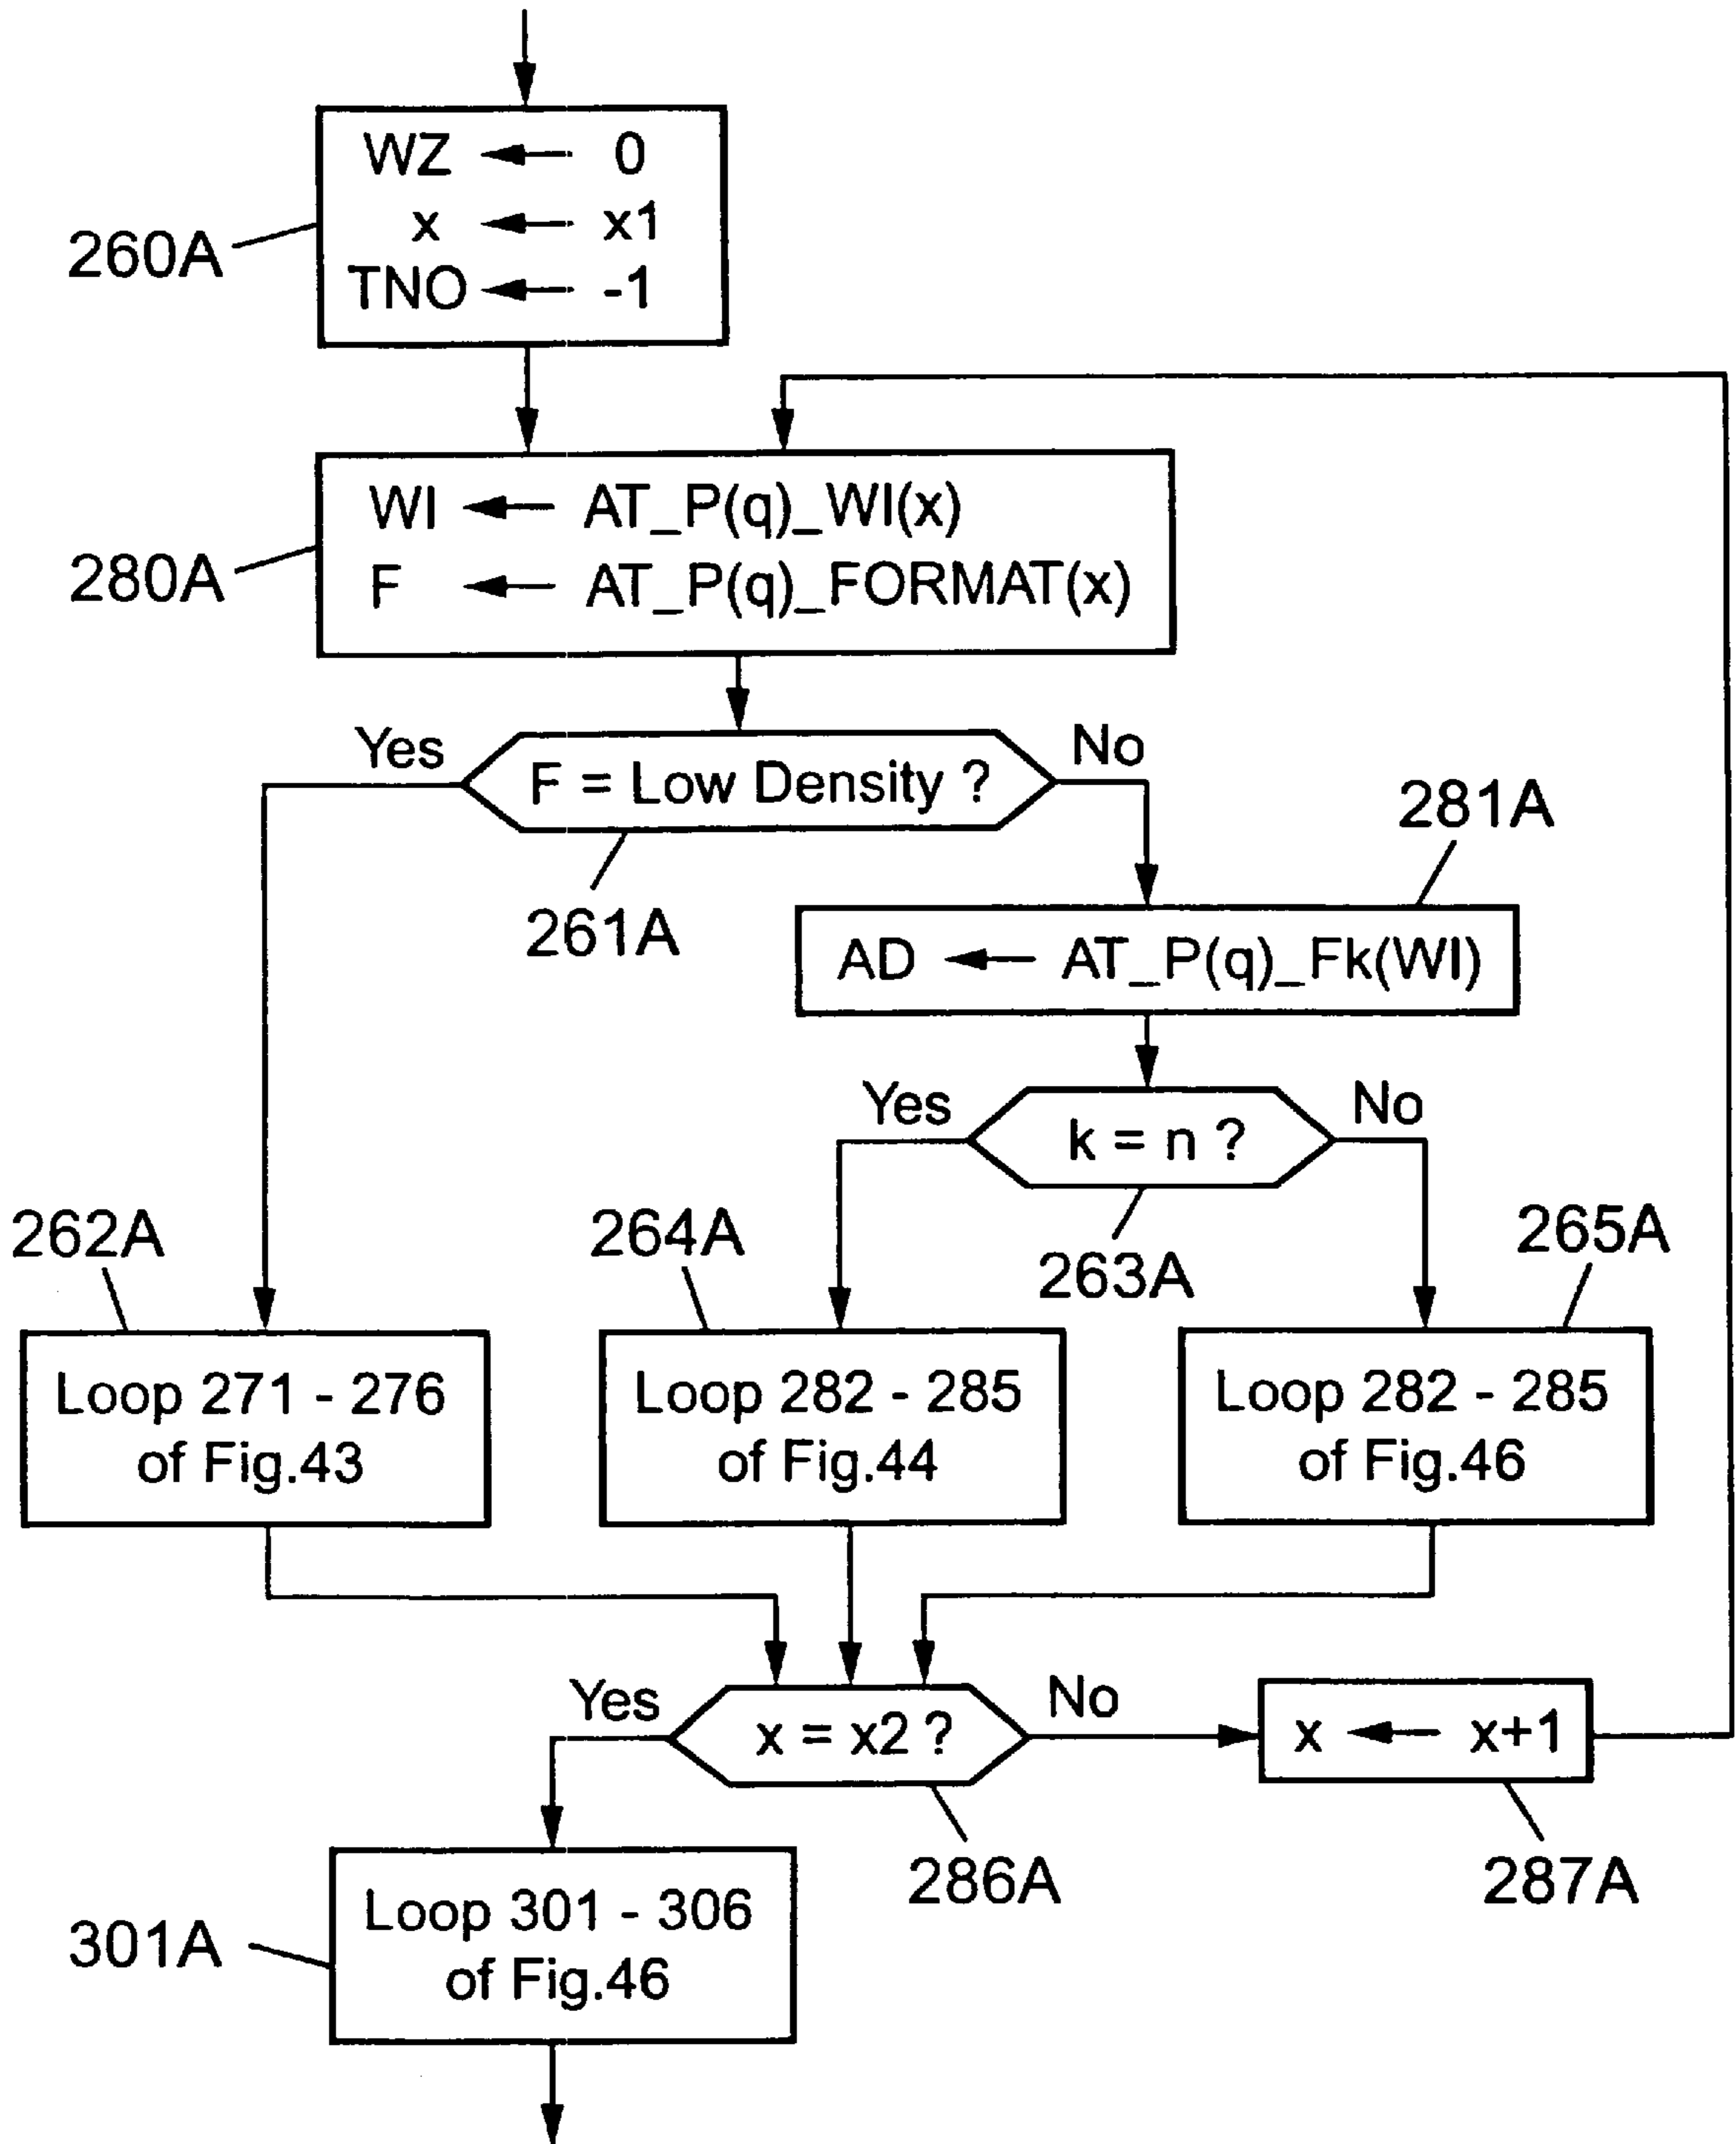 WZ ← 0
x ← x1
260A
TNO ← -1
WI ← AT_P(q)_WI(x)
280A
F ← AT_P(q)_FORMAT(x)
Yes
No
F = Low Density ?
281A
261A
AD ← AT_P(q)_Fk(WI)
Yes
No
k = n ?
262A
264A
263A
265A
Loop 271 - 276
of Fig.43
Loop 282 - 285
of Fig.44
Loop 282 - 285
of Fig.46
Yes
No
x = x2 ?
x ← x+1
286A
287A
301A
Loop 301 - 306
of Fig.46